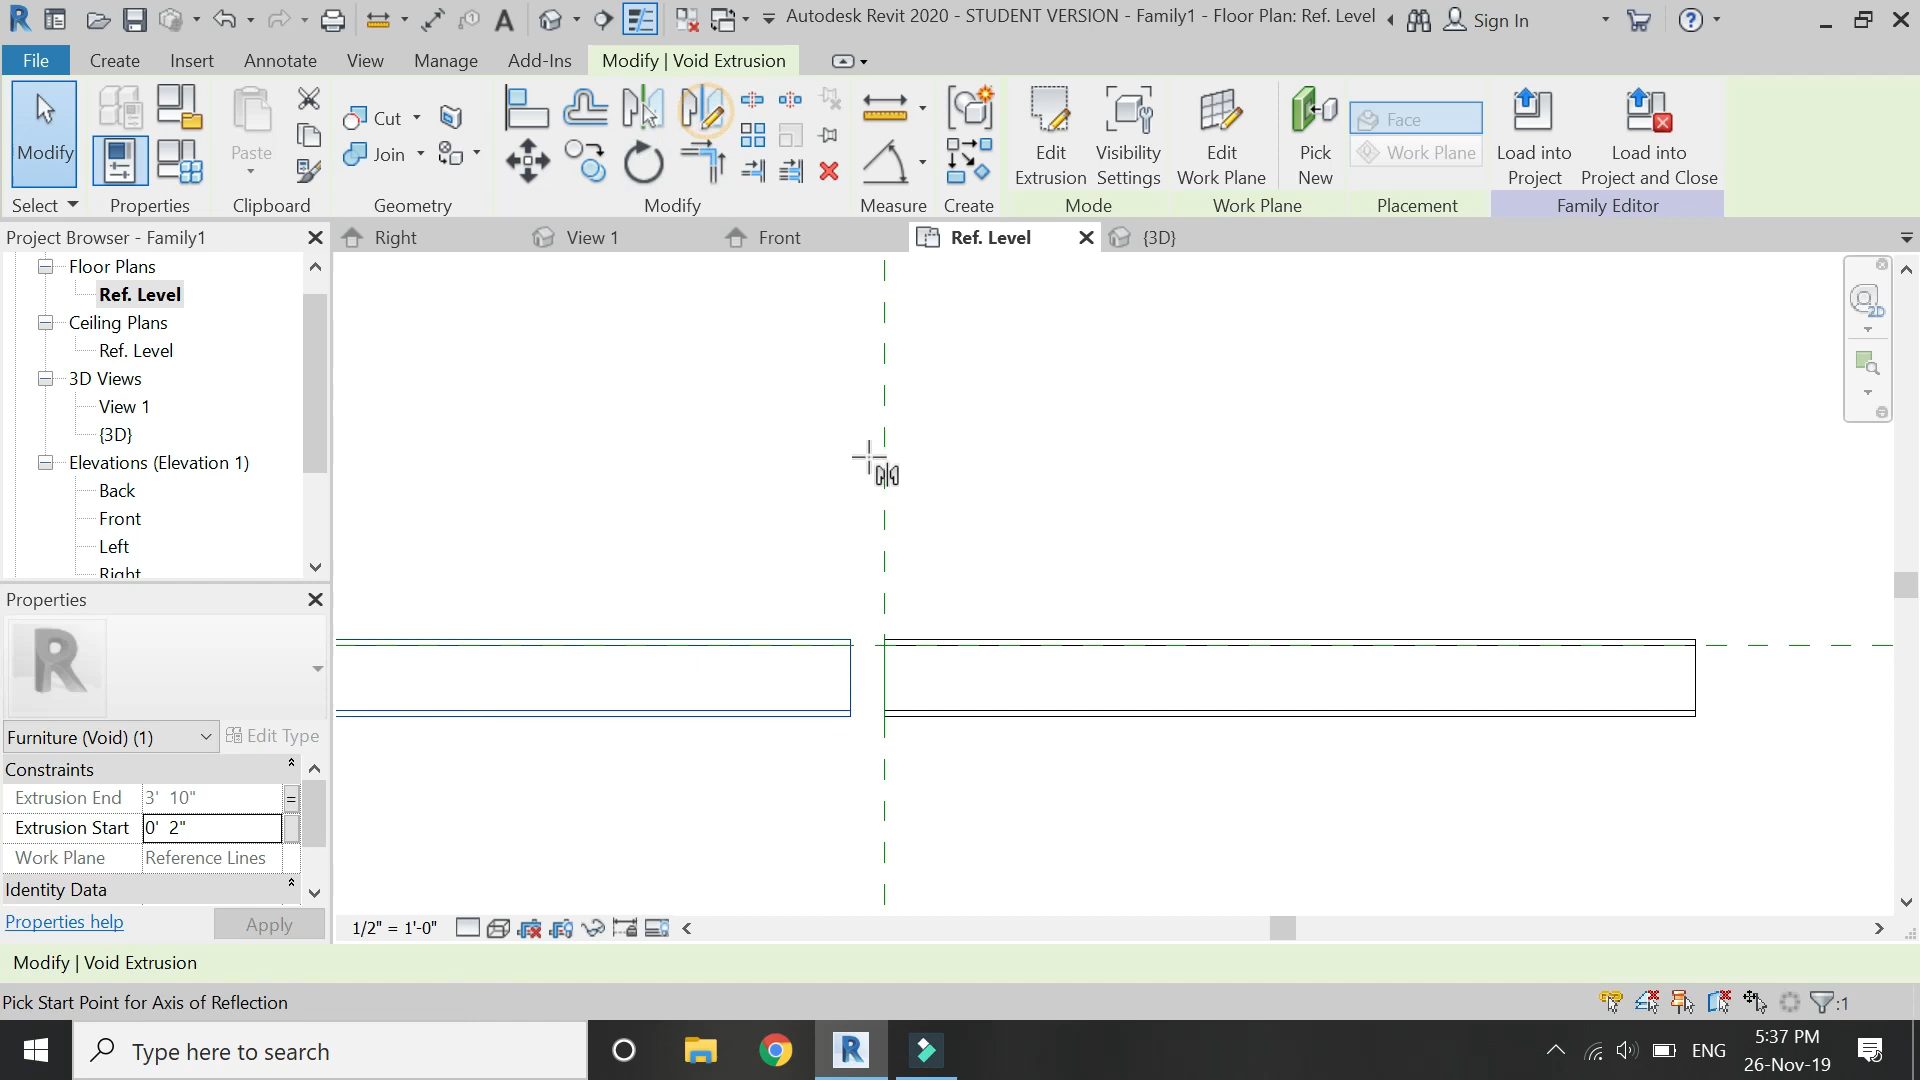 Autodesk Revit 2020 - STUDENT VERSION - Family1 - Floor Plan: Ref. Level
Sign In
File Create Insert Annotate View Manage Add-Ins Modify | Void Extrusion
Modify
Paste
Cut
Join
Edit Extrusion
Visibility Settings
Edit Work Plane
Pick New
Face
Work Plane
Load into Project
Load into Project and Close
Select Properties Clipboard Geometry Modify Measure Create Mode Work Plane Placement Family Editor
Project Browser - Family1
Right View 1 Front Ref. Level {3D}
Floor Plans
Ref. Level
Ceiling Plans
Ref. Level
3D Views
View 1
{3D}
Elevations (Elevation 1)
Back
Front
Left
Right
2D
Properties
R
Furniture (Void) (1)
Edit Type
Constraints
Extrusion End 3' 10" =
Extrusion Start 0' 2"
Work Plane Reference Lines
Identity Data
Properties help
Apply
1/2" = 1'-0"
Modify | Void Extrusion
Pick Start Point for Axis of Reflection
:1
Type here to search
ENG
5:37 PM
26-Nov-19